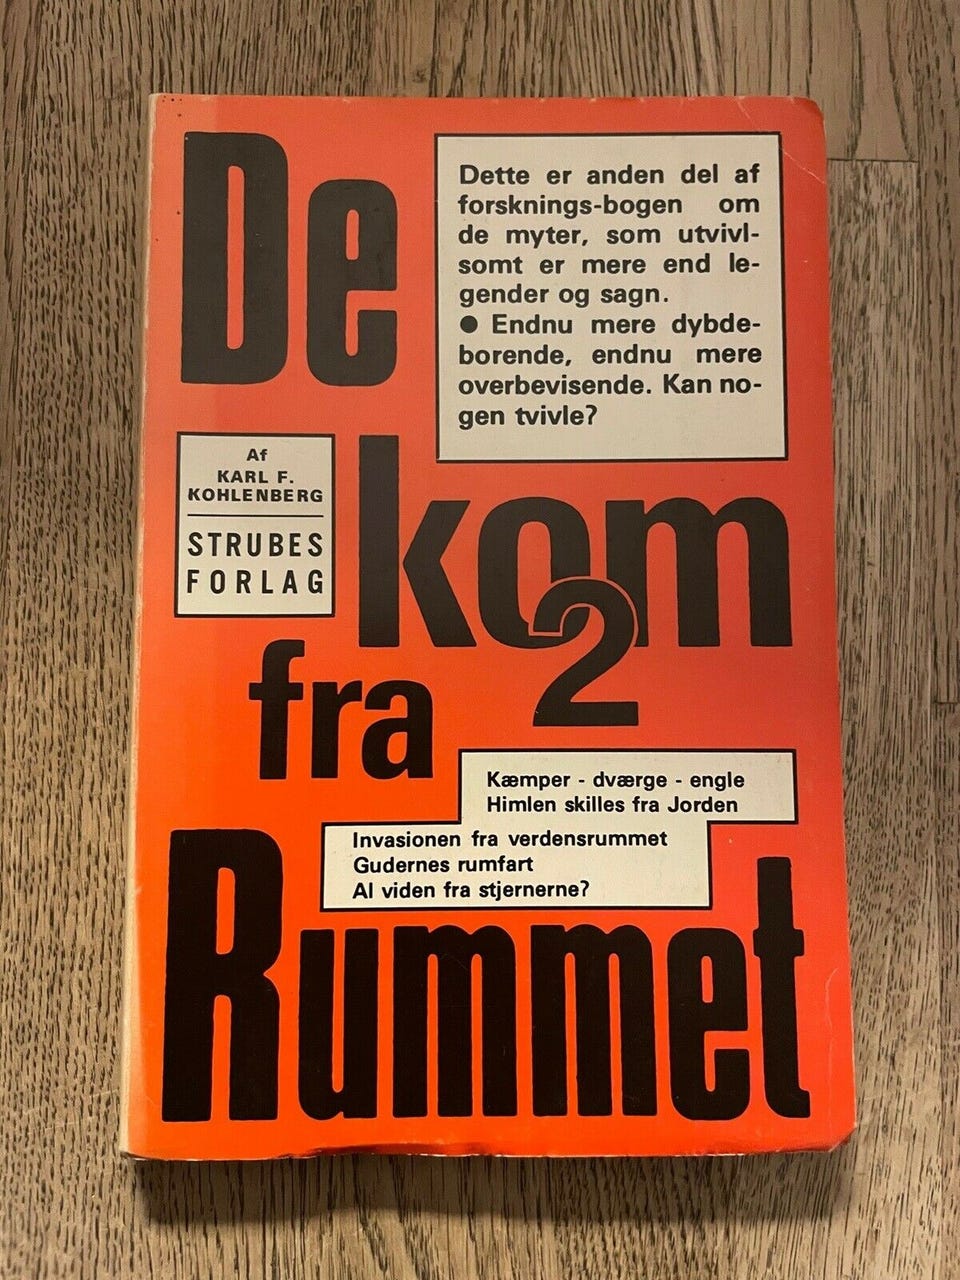 De
kom
2
fra
Rummet
Dette er anden del af
forsknings-bogen om
de myter, som utvivl-
somt er mere end le-
gender og sagn.
● Endnu mere dybde-
borende, endnu mere
overbevisende. Kan no-
gen tvivle?
Af
KARL F.
KOHLENBERG
STRUBES
FORLAG
Kæmper - dværge - engle
Himlen skilles fra Jorden
Invasionen fra verdensrummet
Gudernes rumfart
Al viden fra stjernerne?